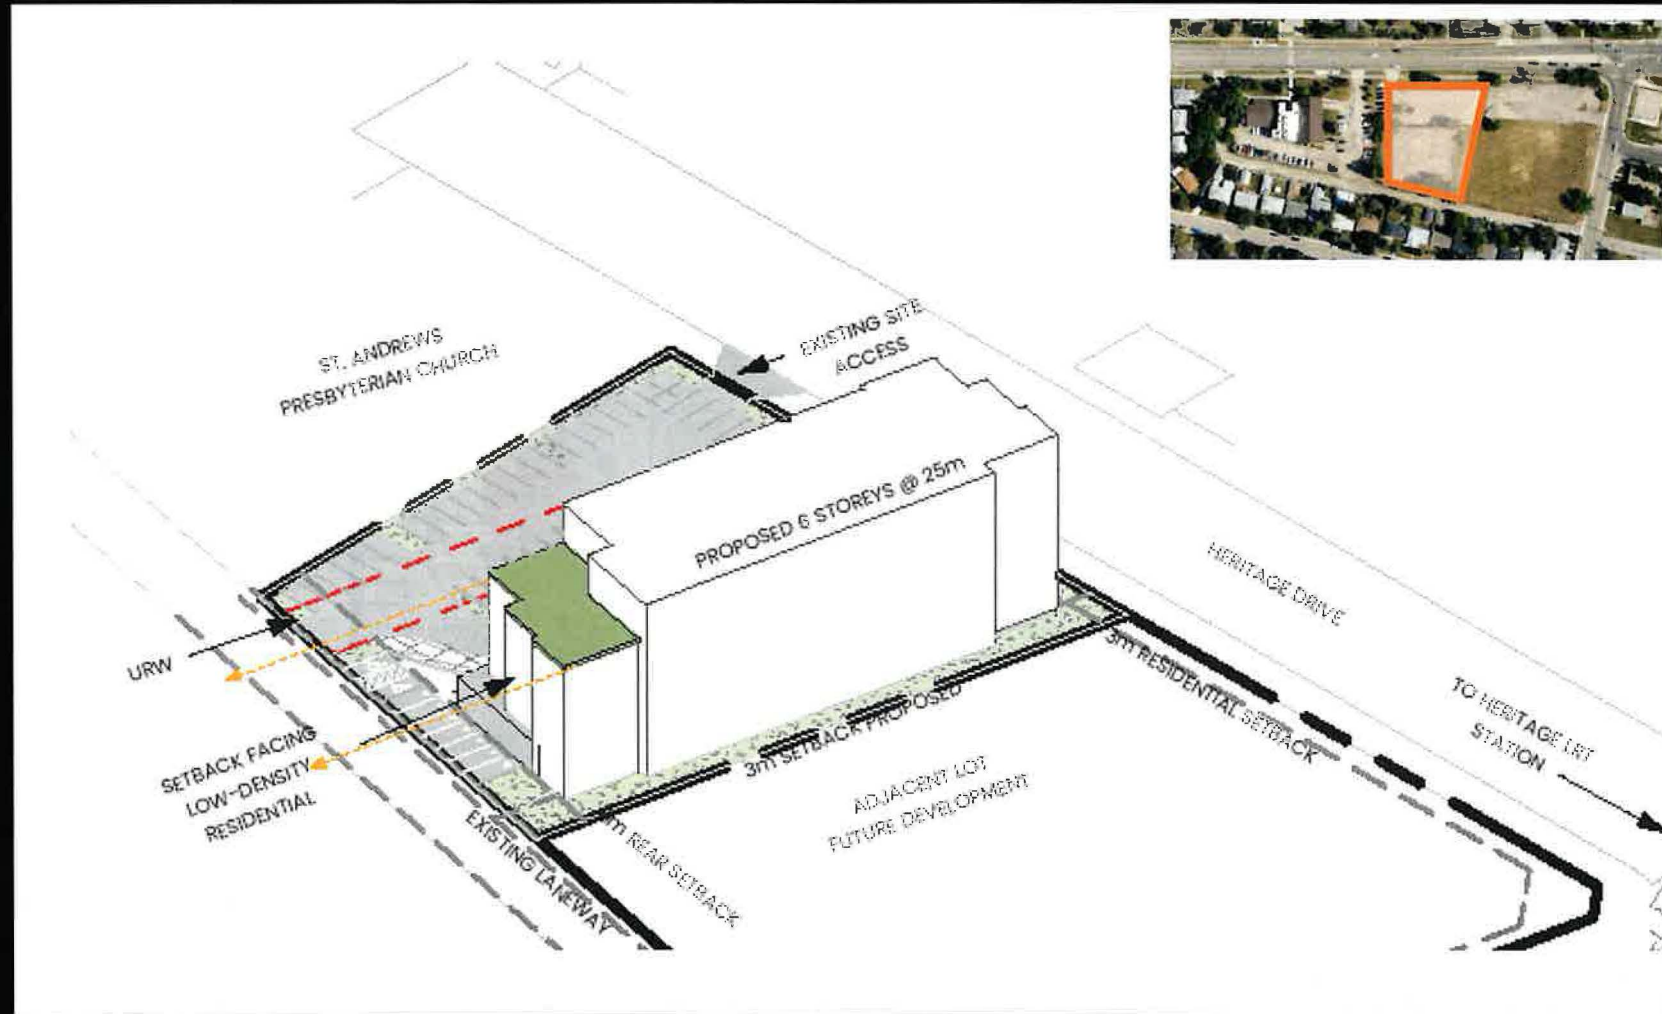 ST. ANDREWS
PRESBYTERIAN CHURCH
EXISTING SITE
ACCESS
PROPOSED 6 STOREYS @ 25m
HERITAGE DRIVE
URW
3m RESIDENTIAL SETBACK
TO HERITAGE LRT
STATION
3m SETBACK PROPOSED
SETBACK FACING
LOW-DENSITY
RESIDENTIAL
ADJACENT LOT
FUTURE DEVELOPMENT
EXISTING LANEWAY
REAR SETBACK